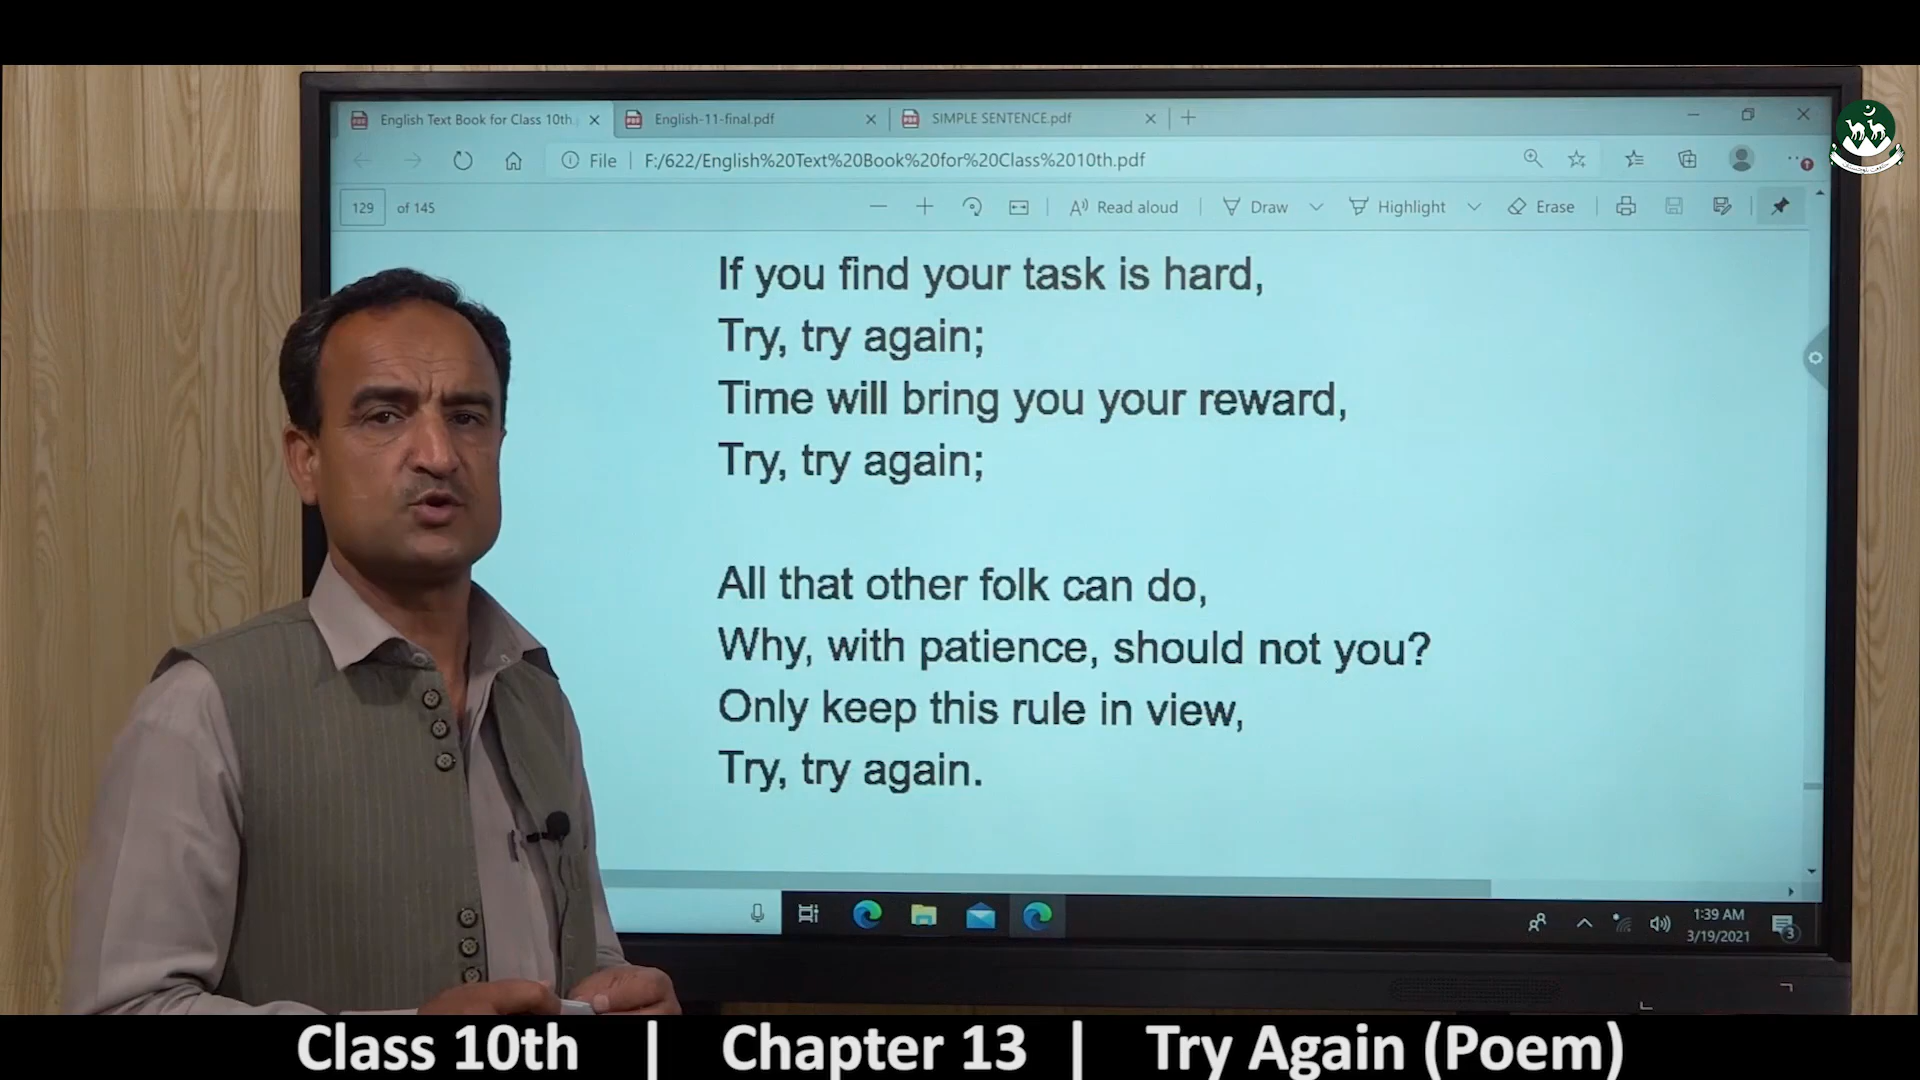 English Text Book for Class 10th.
English-11-final.pdf
SIMPLE SENTENCE.pdf
File
F:/622/English%20Text%20Book%20for%20Class%2010th.pdf
129 of 145
Read aloud
Draw
Highlight
Erase
If you find your task is hard,
Try, try again;
Time will bring you your reward,
Try, try again;
All that other folk can do,
Why, with patience, should not you?
Only keep this rule in view,
Try, try again.
1:39 AM
3/19/2021
3
Class 10th | Chapter 13 | Try Again (Poem)